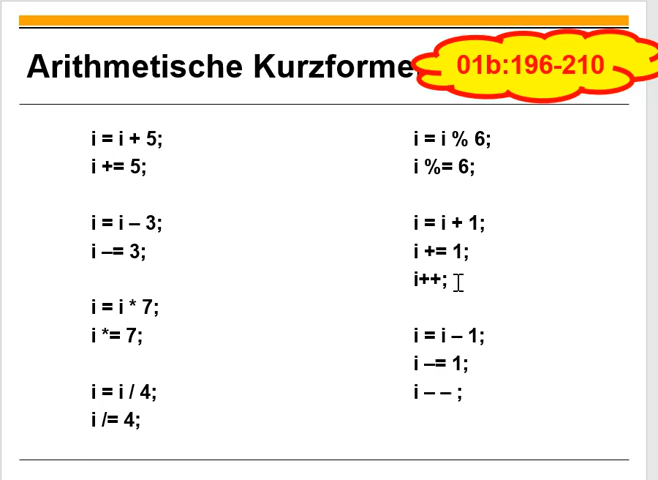 Arithmetische Kurzforme
01b:196-210
i = i + 5;
i += 5;
i = i – 3;
i –= 3;
i = i * 7;
i *= 7;
i = i / 4;
i /= 4;
i = i % 6;
i %= 6;
i = i + 1;
i += 1;
i++;
i = i – 1;
i –= 1;
i – – ;